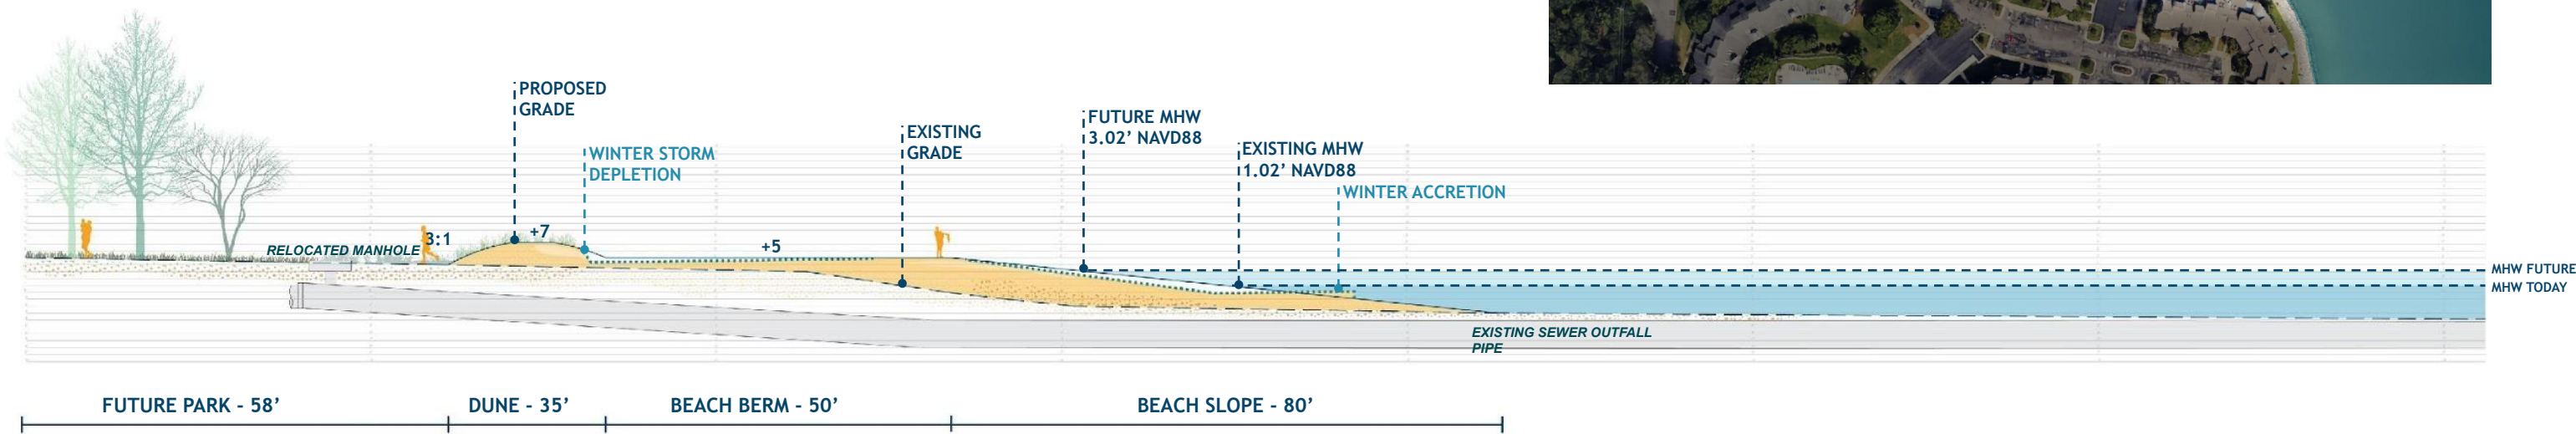 PROPOSED
GRADE
WINTER STORM
DEPLETION
EXISTING
GRADE
FUTURE MHW
3.02' NAVD88
EXISTING MHW
1.02' NAVD88
WINTER ACCRETION
RELOCATED MANHOLE
3:1
+7
+5
MHW FUTURE
MHW TODAY
EXISTING SEWER OUTFALL
PIPE
FUTURE PARK - 58'
DUNE - 35'
BEACH BERM - 50'
BEACH SLOPE - 80'